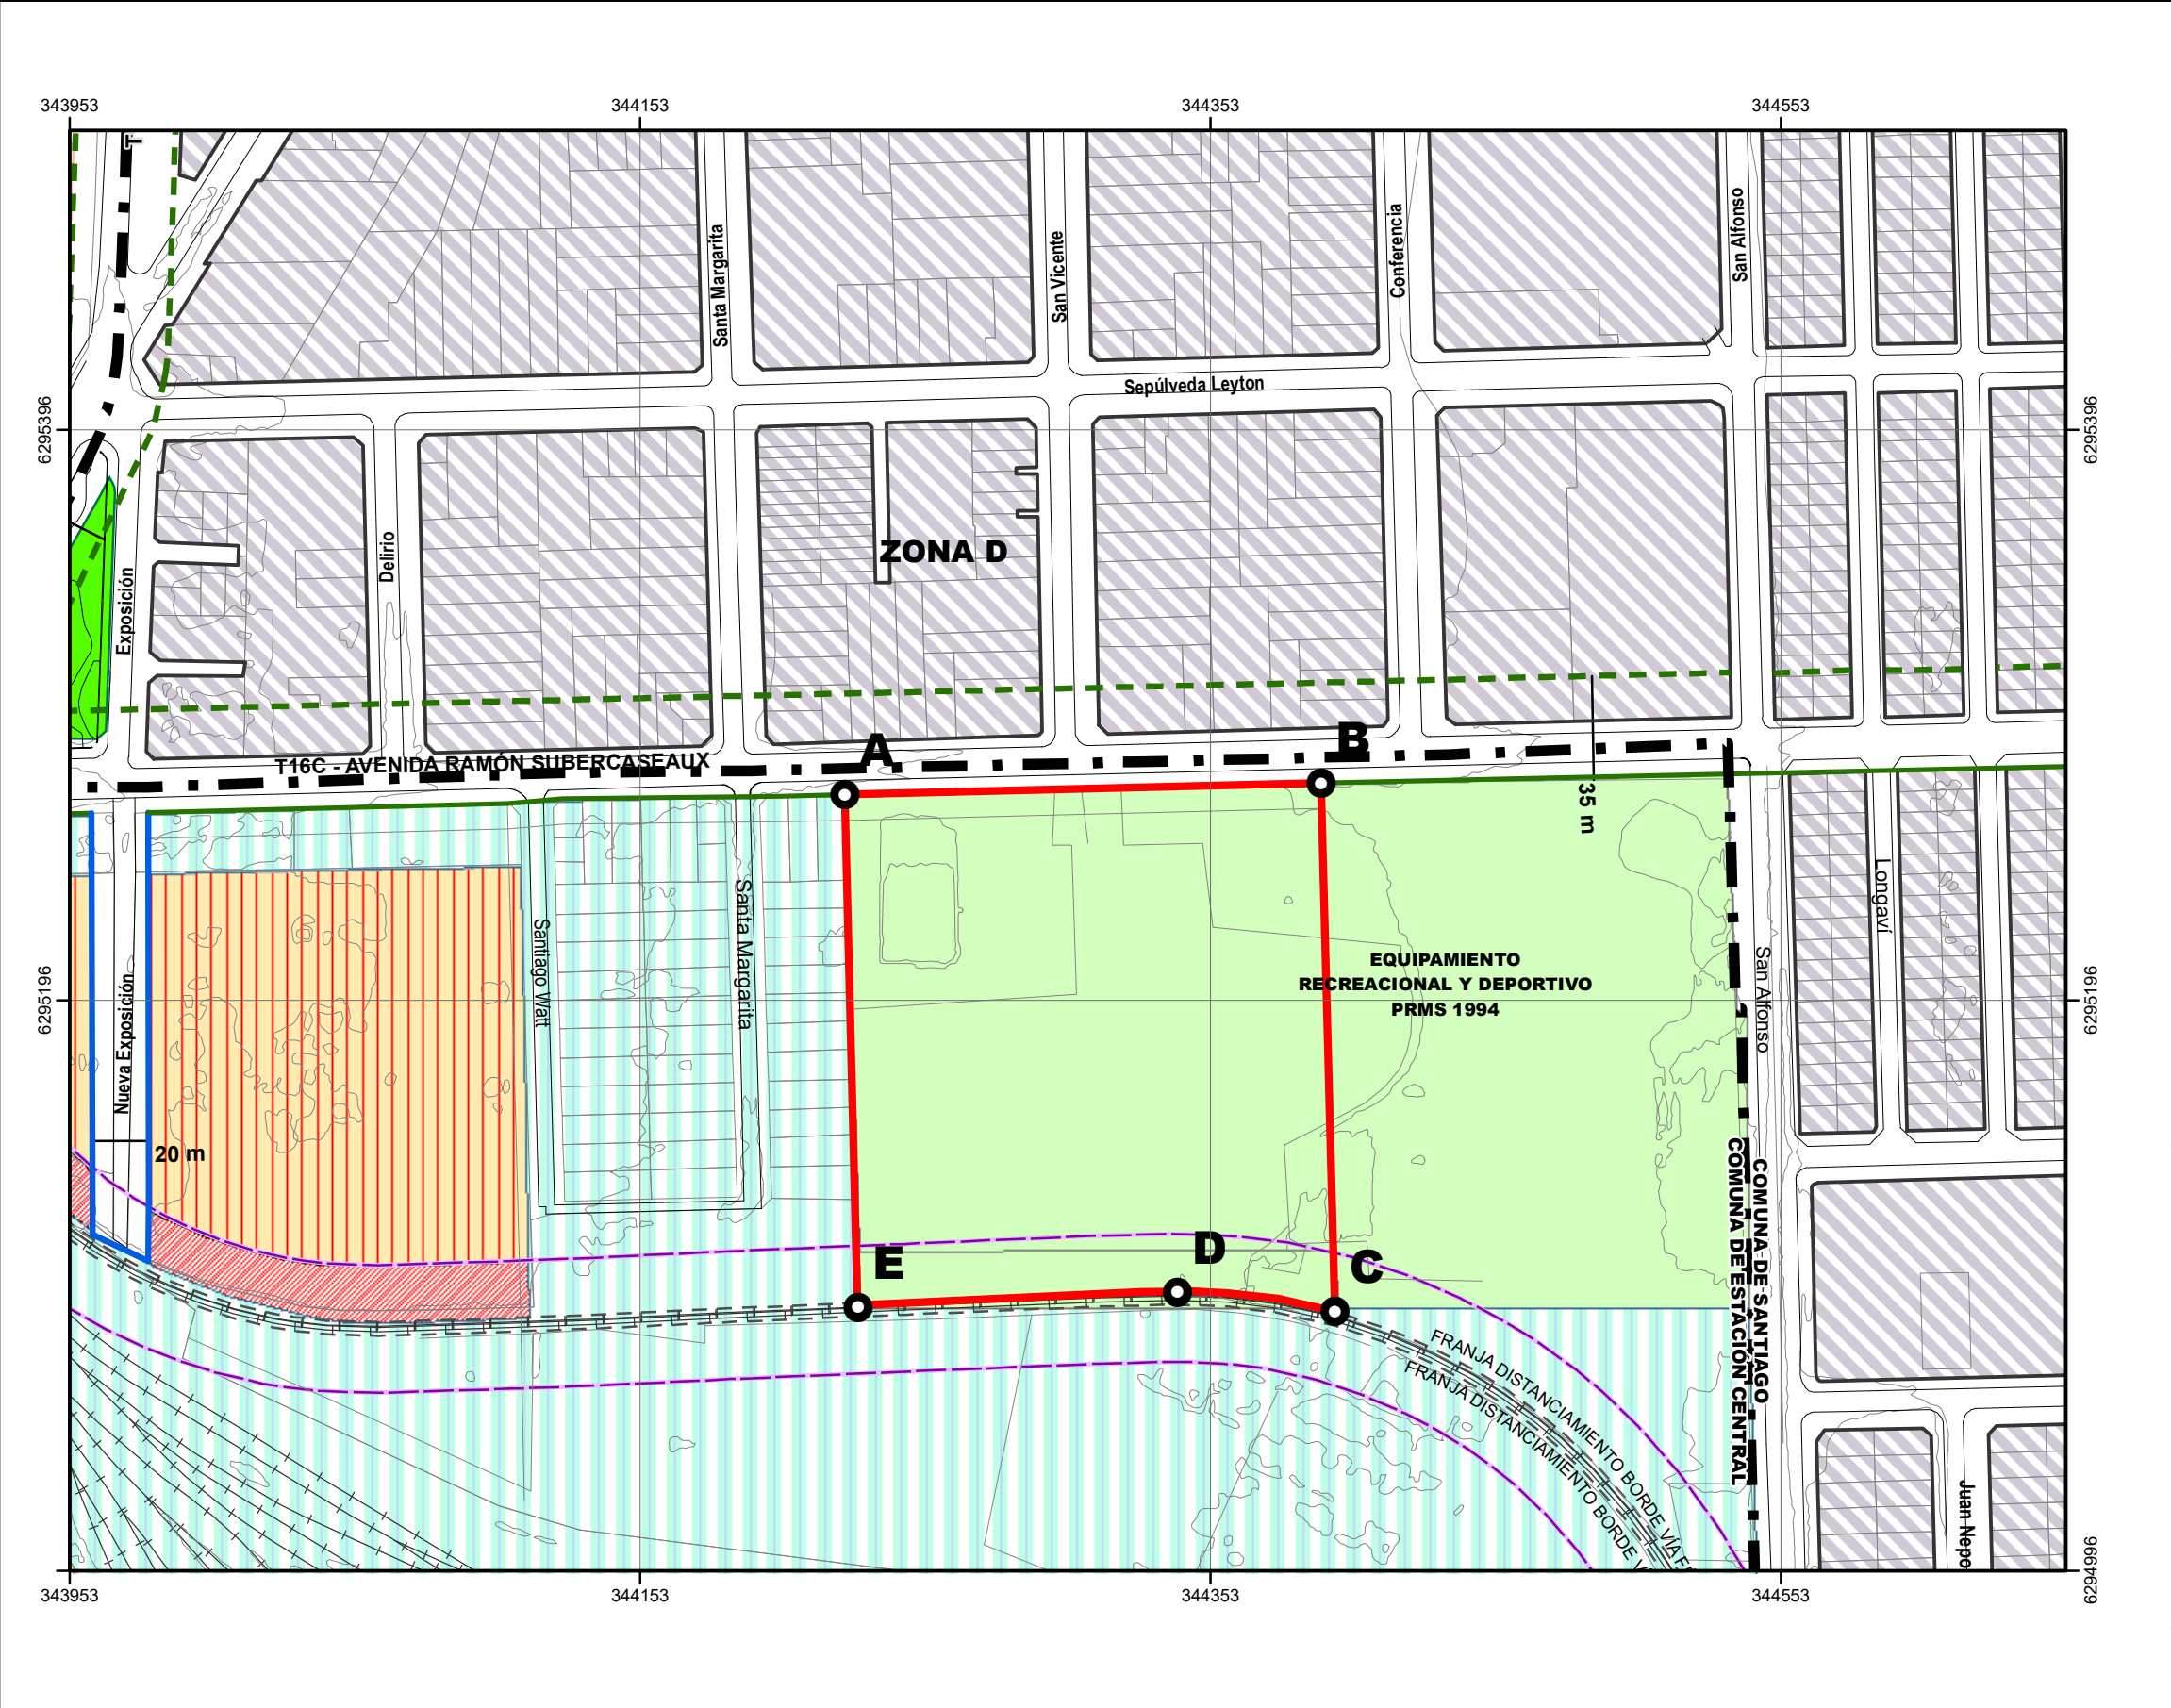 343953
344153
344353
344553
T
Santa Margarita
San Vicente
Conferencia
San Alfonso
Sepúlveda Leyton
6295396
6295396
ZONA D
Delirio
Exposición
T16C - AVENIDA RAMÓN SUBERCASEAUX
A
B
35 m
Longaví
Santiago Watt
Santa Margarita
San Alfonso
EQUIPAMIENTO
RECREACIONAL Y DEPORTIVO
PRMS 1994
6295196
6295196
Nueva Exposición
20 m
E
D
C
COMUNA DE SANTIAGO
COMUNA DE ESTACIÓN CENTRAL
FRANJA DISTANCIAMIENTO BORDE VÍA F
FRANJA DISTANCIAMIENTO BORDE V
Juan Nepo
6294996
343953
344153
344353
344553